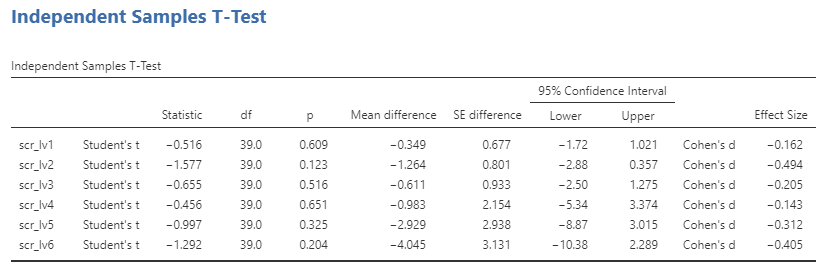 Independent Samples T-Test
Independent Samples T-Test
95% Confidence Interval
Statistic df p Mean difference SE difference Lower Upper Effect Size
scr_lv1 Student's t −0.516 39.0 0.609 −0.349 0.677 −1.72 1.021 Cohen's d −0.162
scr_lv2 Student's t −1.577 39.0 0.123 −1.264 0.801 −2.88 0.357 Cohen's d −0.494
scr_lv3 Student's t −0.655 39.0 0.516 −0.611 0.933 −2.50 1.275 Cohen's d −0.205
scr_lv4 Student's t −0.456 39.0 0.651 −0.983 2.154 −5.34 3.374 Cohen's d −0.143
scr_lv5 Student's t −0.997 39.0 0.325 −2.929 2.938 −8.87 3.015 Cohen's d −0.312
scr_lv6 Student's t −1.292 39.0 0.204 −4.045 3.131 −10.38 2.289 Cohen's d −0.405